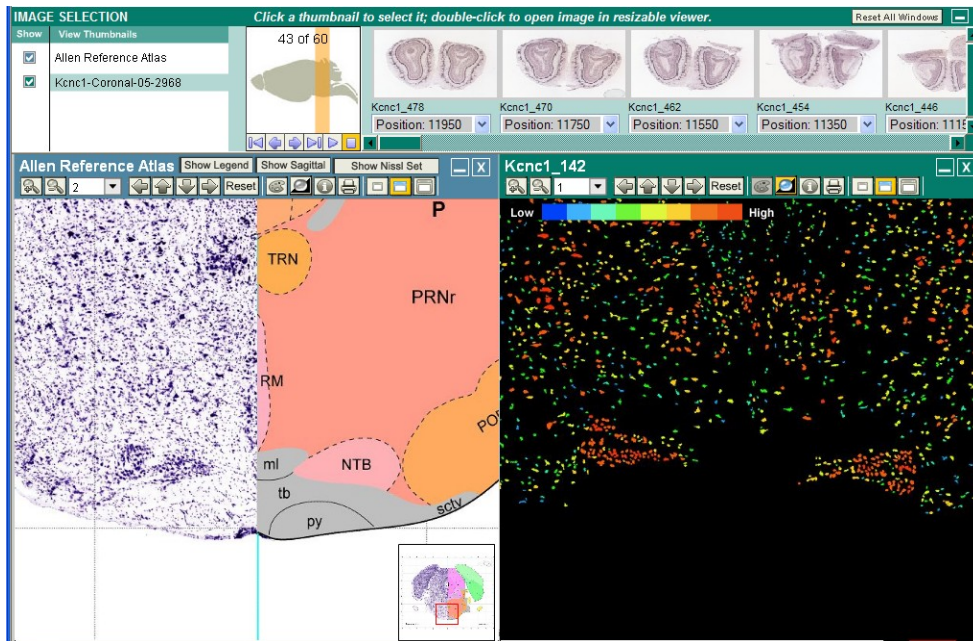 IMAGE SELECTION
Click a thumbnail to select it; double-click to open image in resizable viewer.
Reset All Windows
Show View Thumbnails
Allen Reference Atlas
Kcnc1-Coronal-05-2968
43 of 60
Kcnc1_478
Kcnc1_470
Kcnc1_462
Kcnc1_454
Kcnc1_446
Position: 11950
Position: 11750
Position: 11550
Position: 11350
Position:
Allen Reference Atlas
Show Legend
Show Sagittal
Show Nissl Set
X
2
Reset
P
TRN
PRNr
RM
ml
NTB
tb
py
sctv
Kcnc1_142
X
1
Reset
Low
High